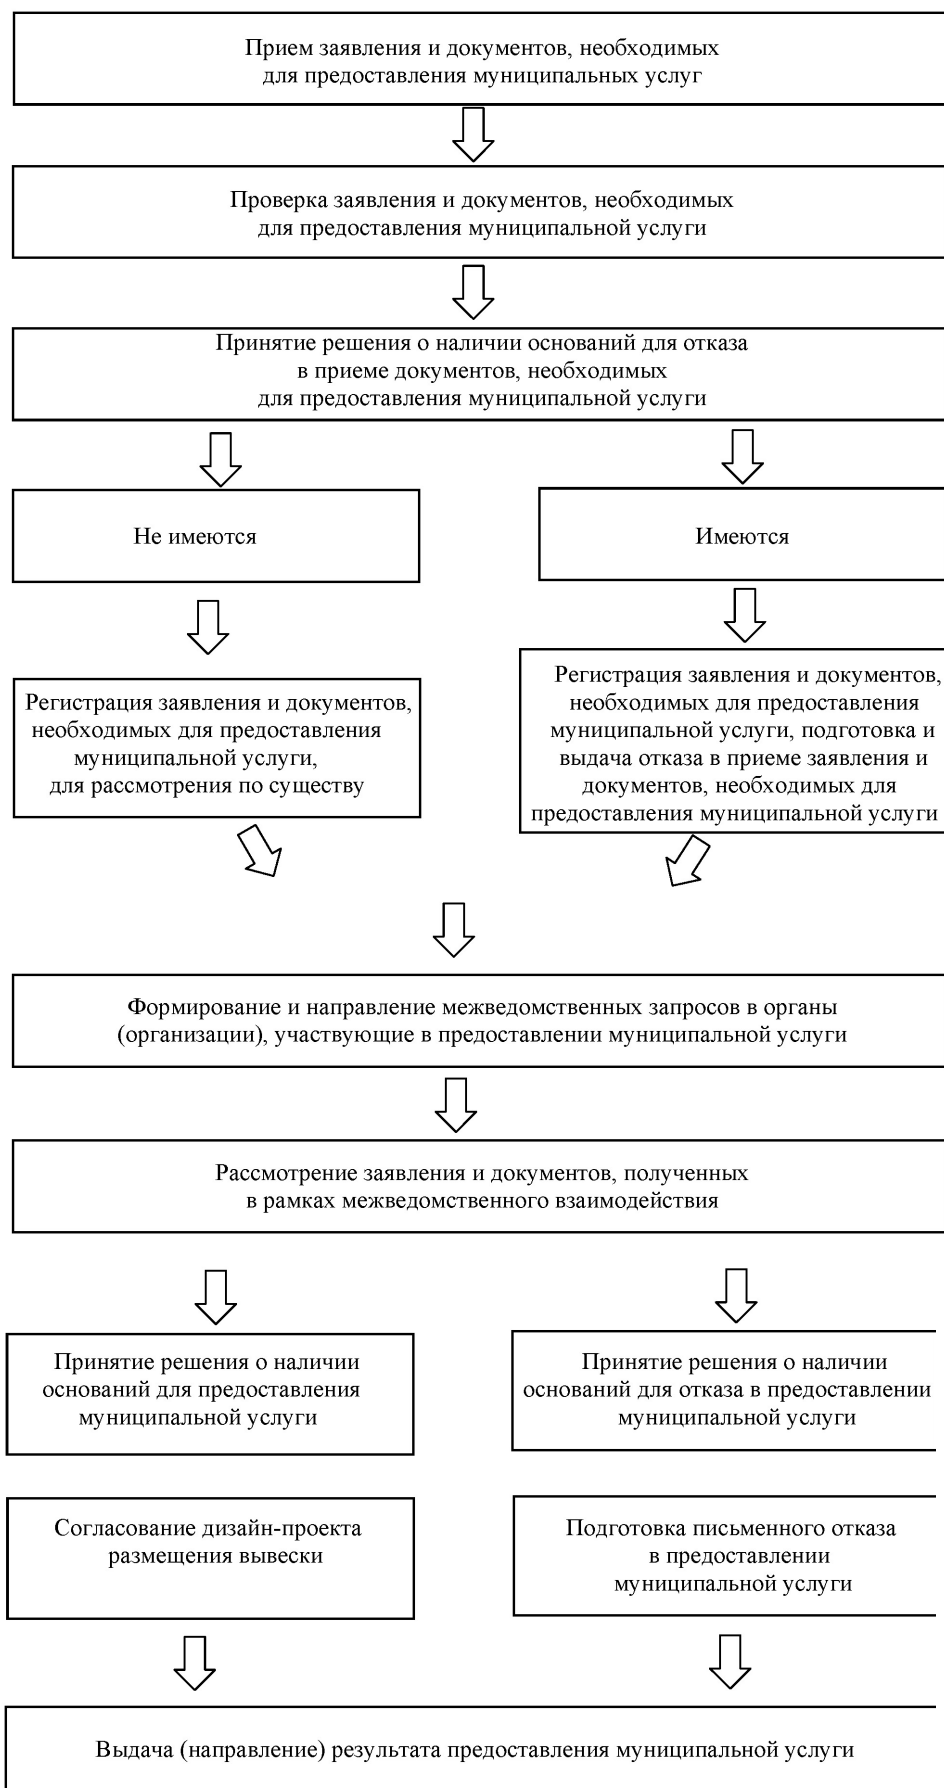 Прием заявления и документов, необходимых
для предоставления муниципальных услуг
Проверка заявления и документов, необходимых
для предоставления муниципальной услуги
Принятие решения о наличии оснований для отказа
в приеме документов, необходимых
для предоставления муниципальной услуги
Не имеются
Имеются
Регистрация заявления и документов,
необходимых для предоставления
муниципальной услуги,
для рассмотрения по существу
Регистрация заявления и документов,
необходимых для предоставления
муниципальной услуги, подготовка и
выдача отказа в приеме заявления и
документов, необходимых для
предоставления муниципальной услуги
Формирование и направление межведомственных запросов в органы
(организации), участвующие в предоставлении муниципальной услуги
Рассмотрение заявления и документов, полученных
в рамках межведомственного взаимодействия
Принятие решения о наличии
оснований для предоставления
муниципальной услуги
Принятие решения о наличии
оснований для отказа в предоставлении
муниципальной услуги
Согласование дизайн-проекта
размещения вывески
Подготовка письменного отказа
в предоставлении
муниципальной услуги
Выдача (направление) результата предоставления муниципальной услуги